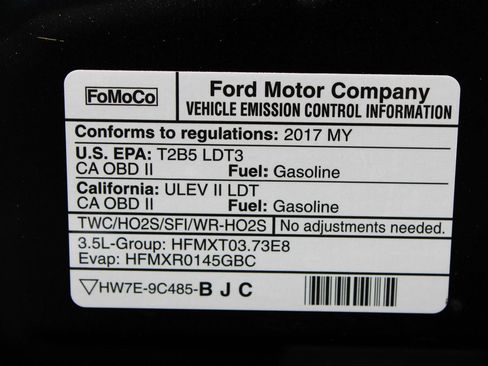 FoMoCo
Ford Motor Company
VEHICLE EMISSION CONTROL INFORMATION
Conforms to regulations: 2017 MY
U.S. EPA: T2B5 LDT3
CA OBD II Fuel: Gasoline
California: ULEV II LDT
CA OBD II Fuel: Gasoline
TWC/HO2S/SFI/WR-HO2S No adjustments needed.
3.5L-Group: HFMXT03.73E8
Evap: HFMXR0145GBC
HW7E-9C485-B J C